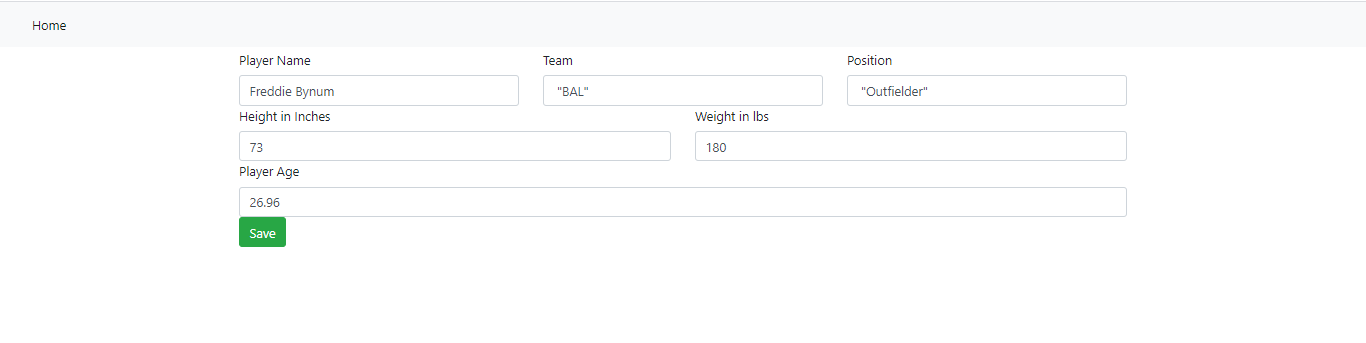 Home
Player Name Team Position
Freddie Bynum "BAL" "Outfielder"
Height in Inches Weight in lbs
73 180
Player Age
26.96
Save